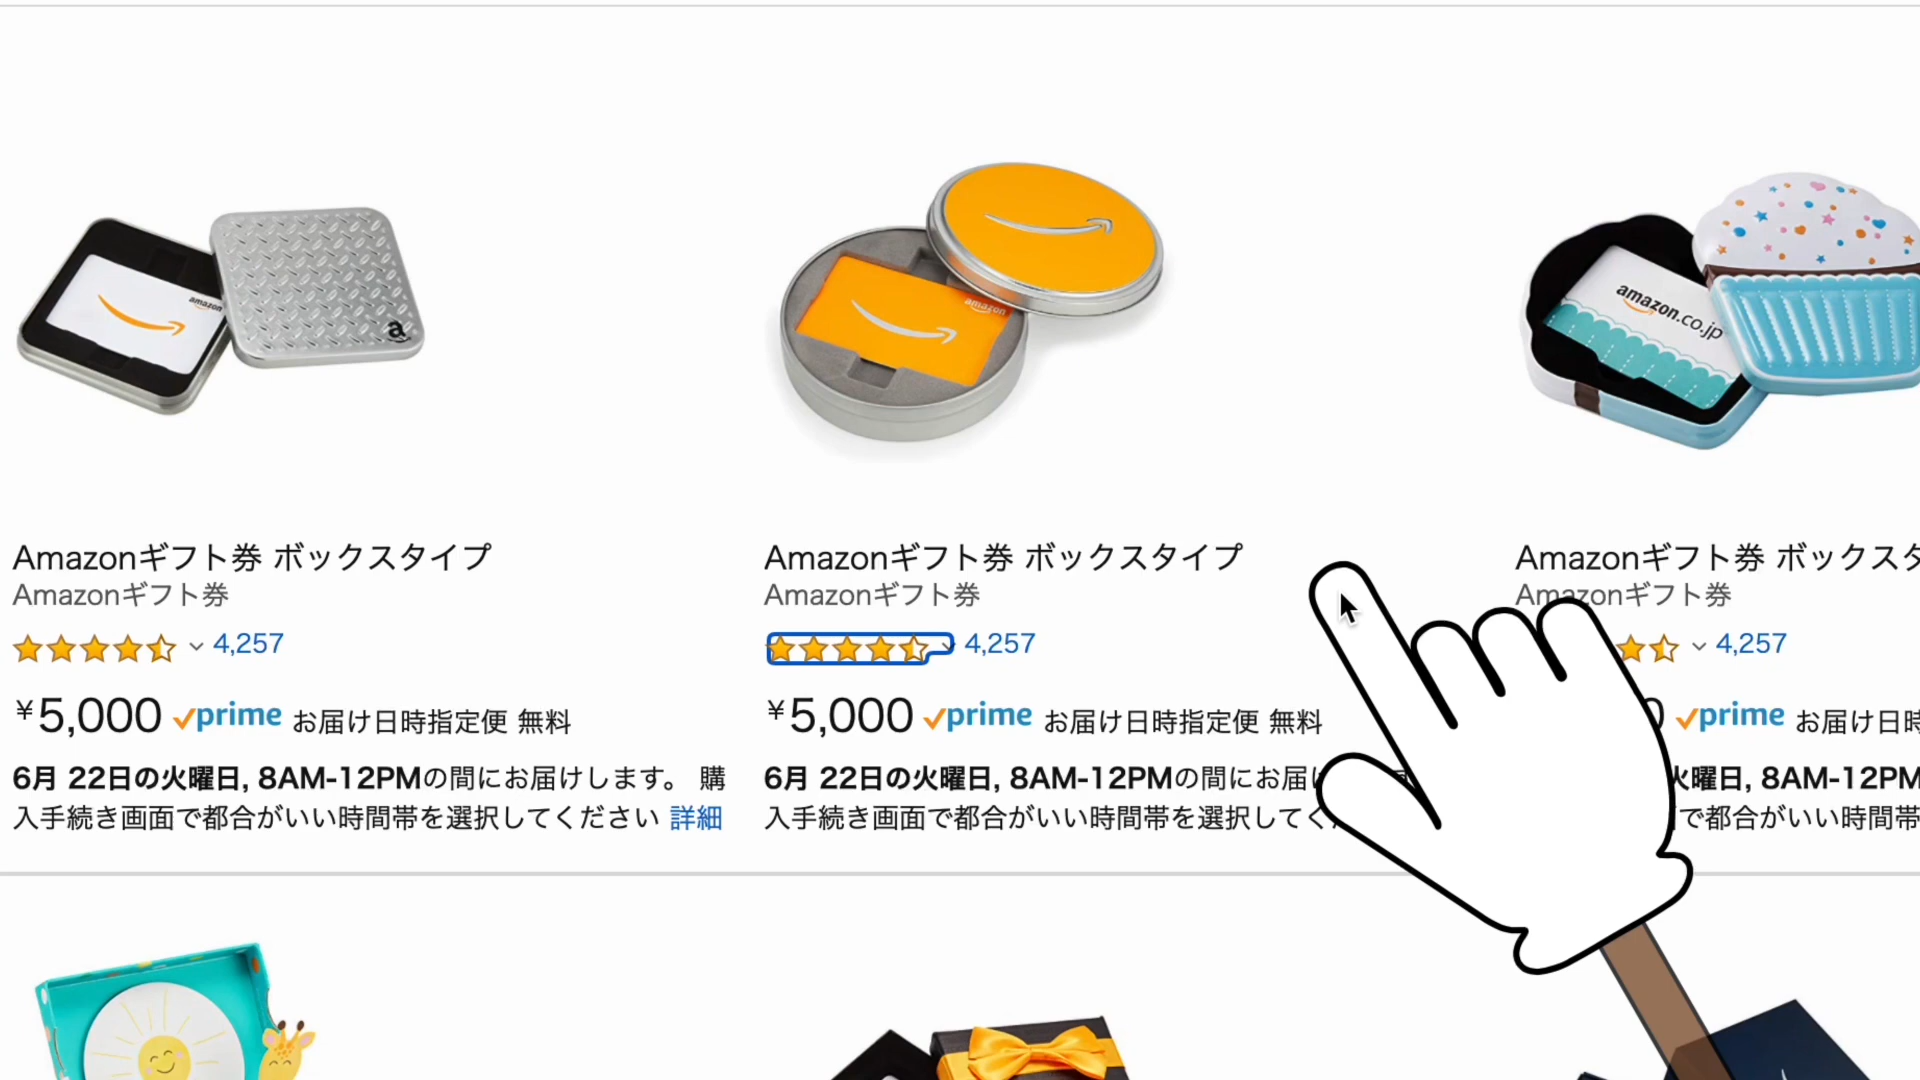 amazon
a
amazon
amazon.co.jp
Amazonギフト券 ボックスタイプ
Amazonギフト券
4,257
¥5,000 prime お届け日時指定便 無料
6月 22日の火曜日, 8AM-12PMの間にお届けします。 購
入手続き画面で都合がいい時間帯を選択してください 詳細
Amazonギフト券 ボックスタイプ
Amazonギフト券
4,257
¥5,000 prime お届け日時指定便 無料
6月 22日の火曜日, 8AM-12PMの間にお届け
入手続き画面で都合がいい時間帯を選択してく
Amazonギフト券 ボックスタ
Amazonギフト券
4,257
0 prime お届け日時
火曜日, 8AM-12PM
で都合がいい時間帯